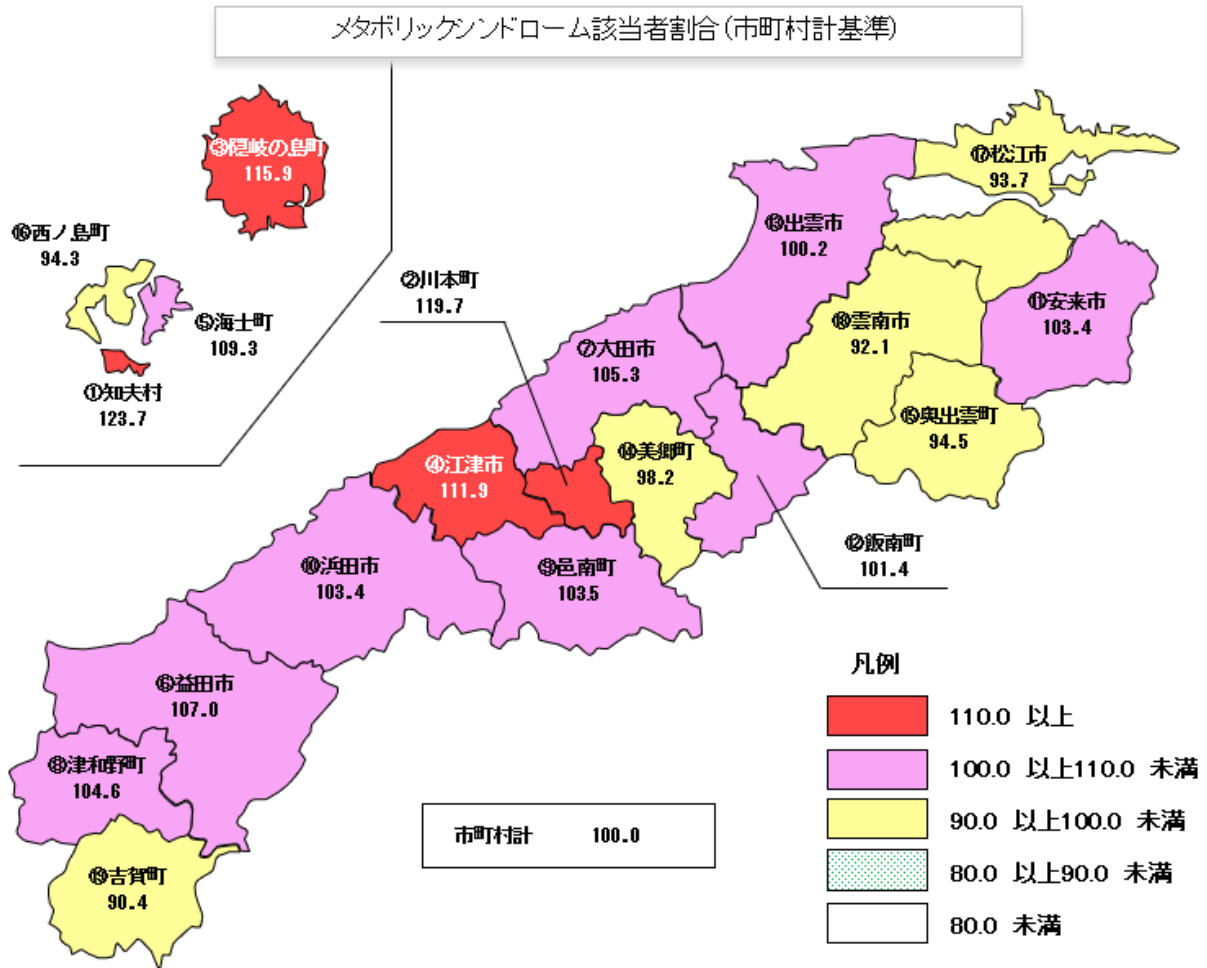 メタボリックシンドローム該当者割合(市町村計基準)
③隠岐の島町
115.9
⑯西ノ島町
94.3
⑤海士町
109.3
①知夫村
123.7
②川本町
119.7
⑰松江市
93.7
⑬出雲市
100.2
⑪安来市
103.4
⑱雲南市
92.1
⑦大田市
105.3
⑮奥出雲町
94.5
⑭美郷町
98.2
④江津市
111.9
⑫飯南町
101.4
⑩浜田市
103.4
⑨邑南町
103.5
⑥益田市
107.0
⑧津和野町
104.6
⑲吉賀町
90.4
市町村計 100.0
凡例
110.0 以上
100.0 以上110.0 未満
90.0 以上100.0 未満
80.0 以上90.0 未満
80.0 未満